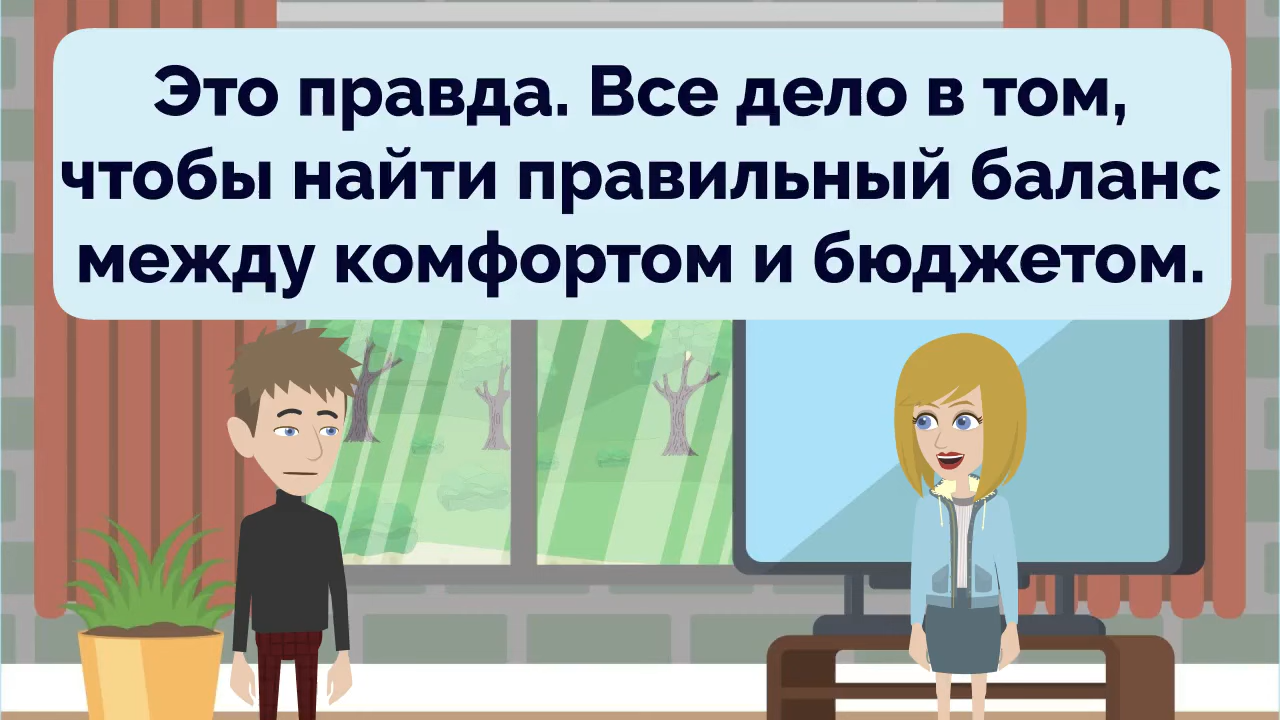 Это правда. Все дело в том,
чтобы найти правильный баланс
между комфортом и бюджетом.